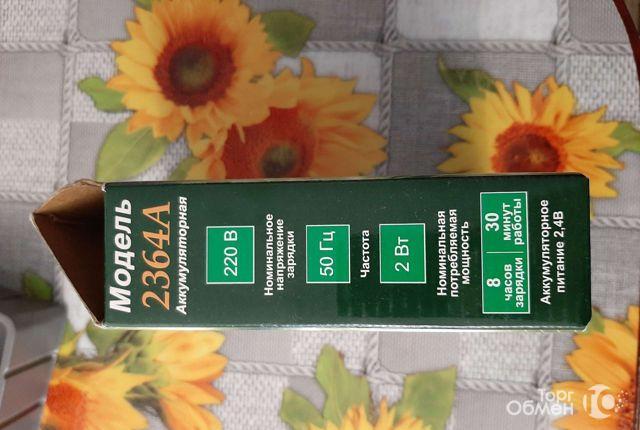 Модель
2364А
Аккумуляторная
220 В
Номинальное
напряжение
зарядки
50 Гц
Частота
2 Вт
Номинальная
потребляемая
мощность
8
часов
зарядки
30
минут
работы
Аккумуляторное
питание 2,4В
Торг
Обмен